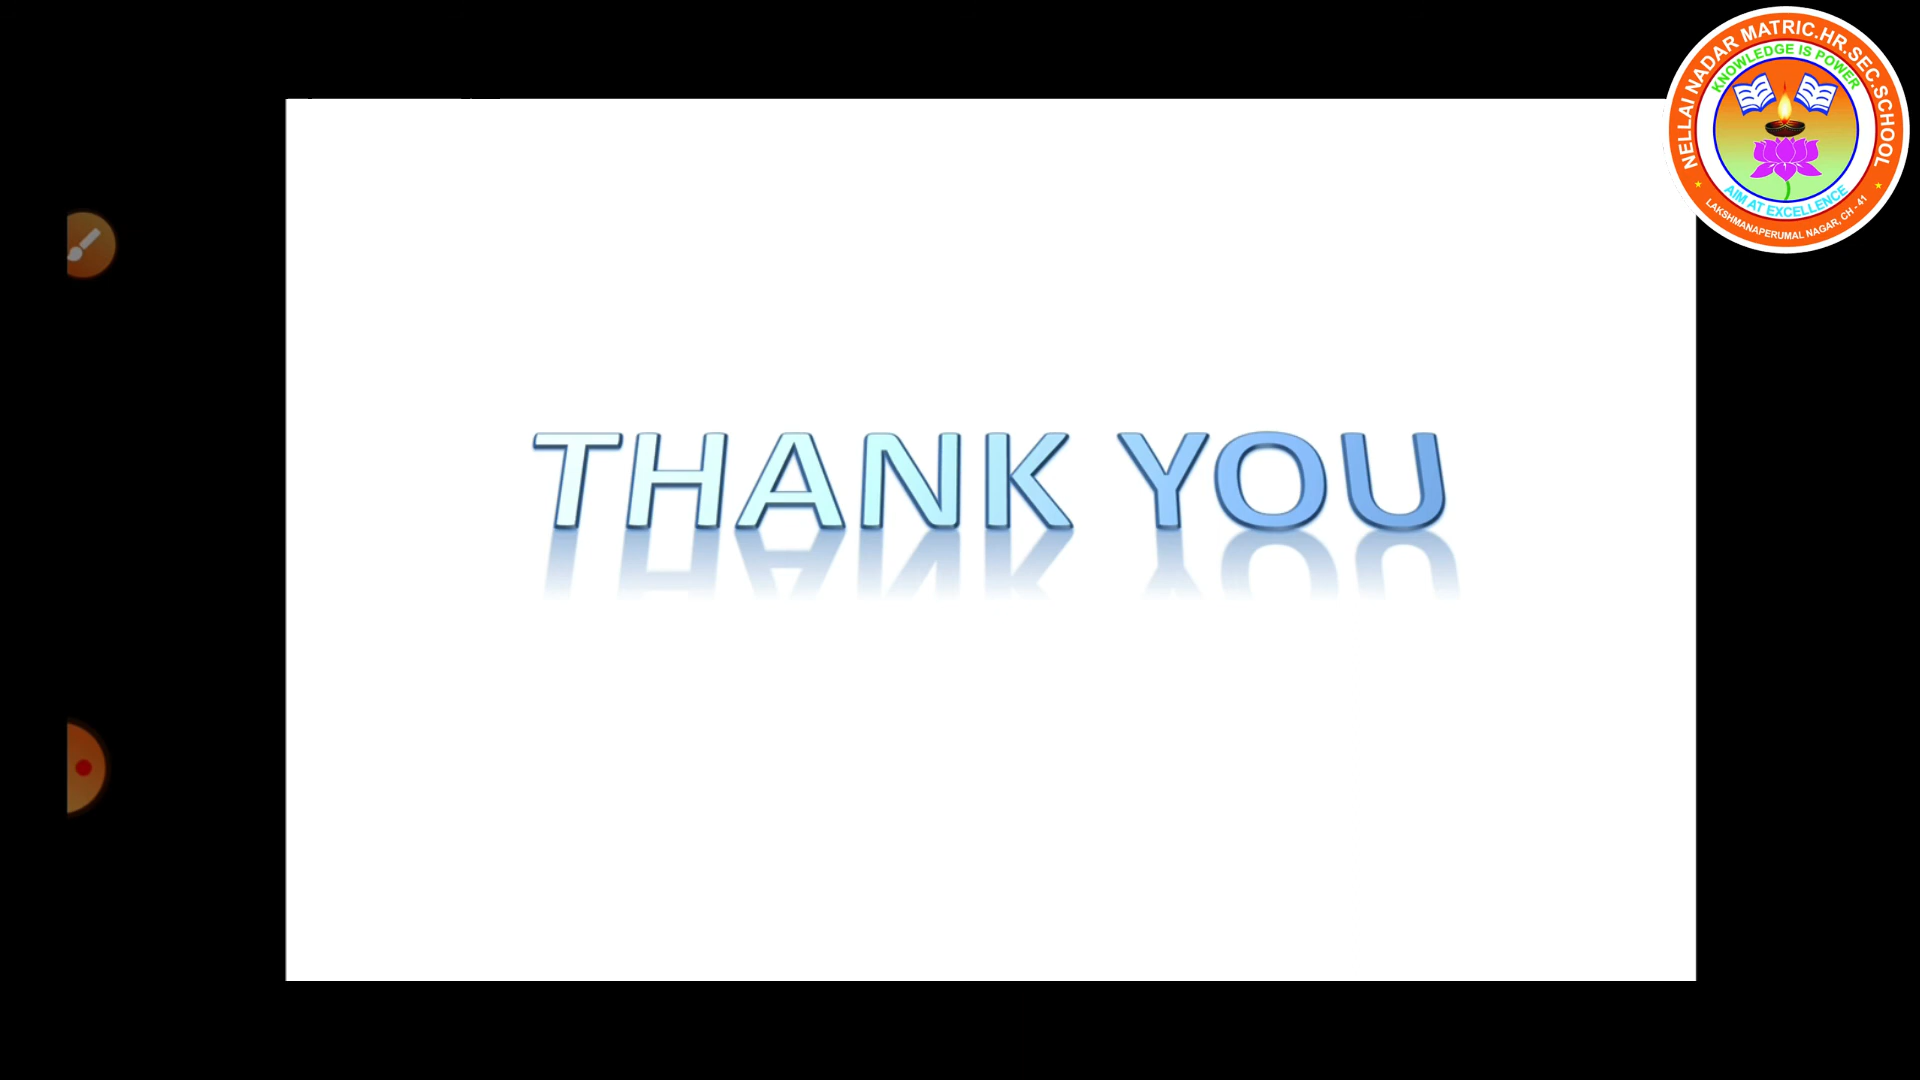 NELLAI NADAR MATRIC.HR.SEC.SCHOOL
KNOWLEDGE IS POWER
AIM AT EXCELLENCE
LAKSHMANAPERUMAL NAGAR, CH - 41
THANK YOU